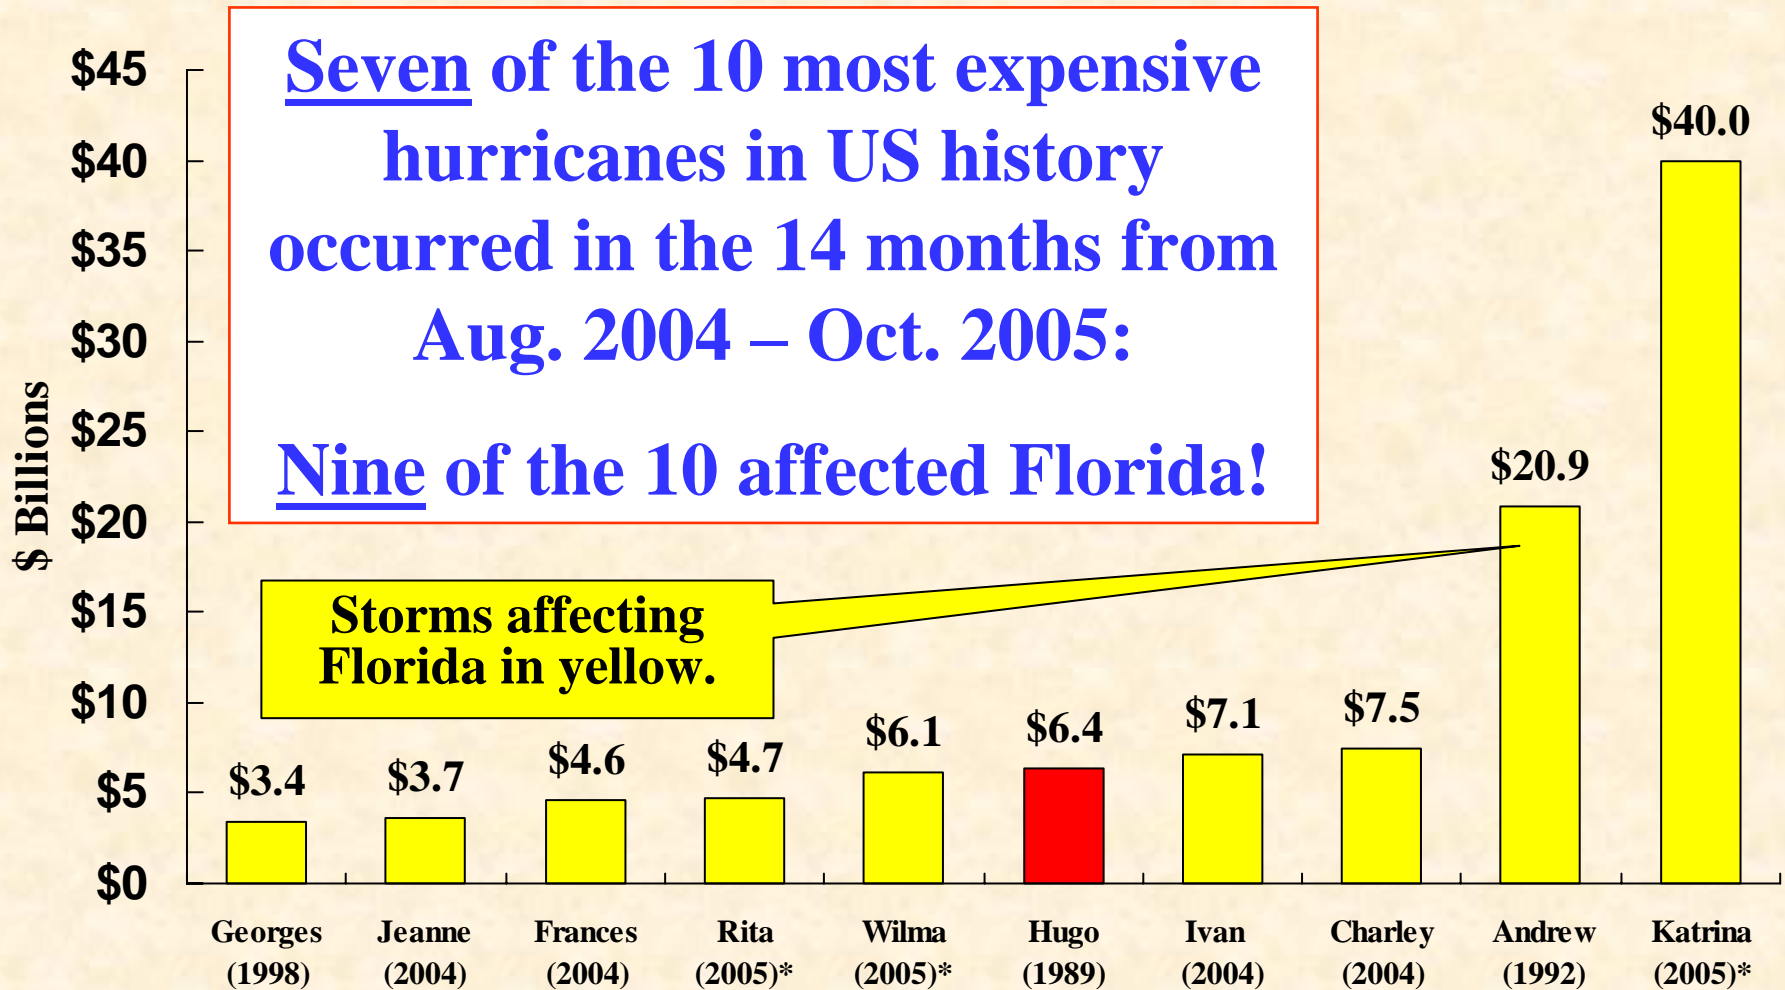 Seven of the 10 most expensive
hurricanes in US history
occurred in the 14 months from
Aug. 2004 – Oct. 2005:
Nine of the 10 affected Florida!
Storms affecting
Florida in yellow.
$ Billions
$45
$40
$35
$30
$25
$20
$15
$10
$5
$0
$3.4
$3.7
$4.6
$4.7
$6.1
$6.4
$7.1
$7.5
$20.9
$40.0
Georges
(1998)
Jeanne
(2004)
Frances
(2004)
Rita
(2005)*
Wilma
(2005)*
Hugo
(1989)
Ivan
(2004)
Charley
(2004)
Andrew
(1992)
Katrina
(2005)*